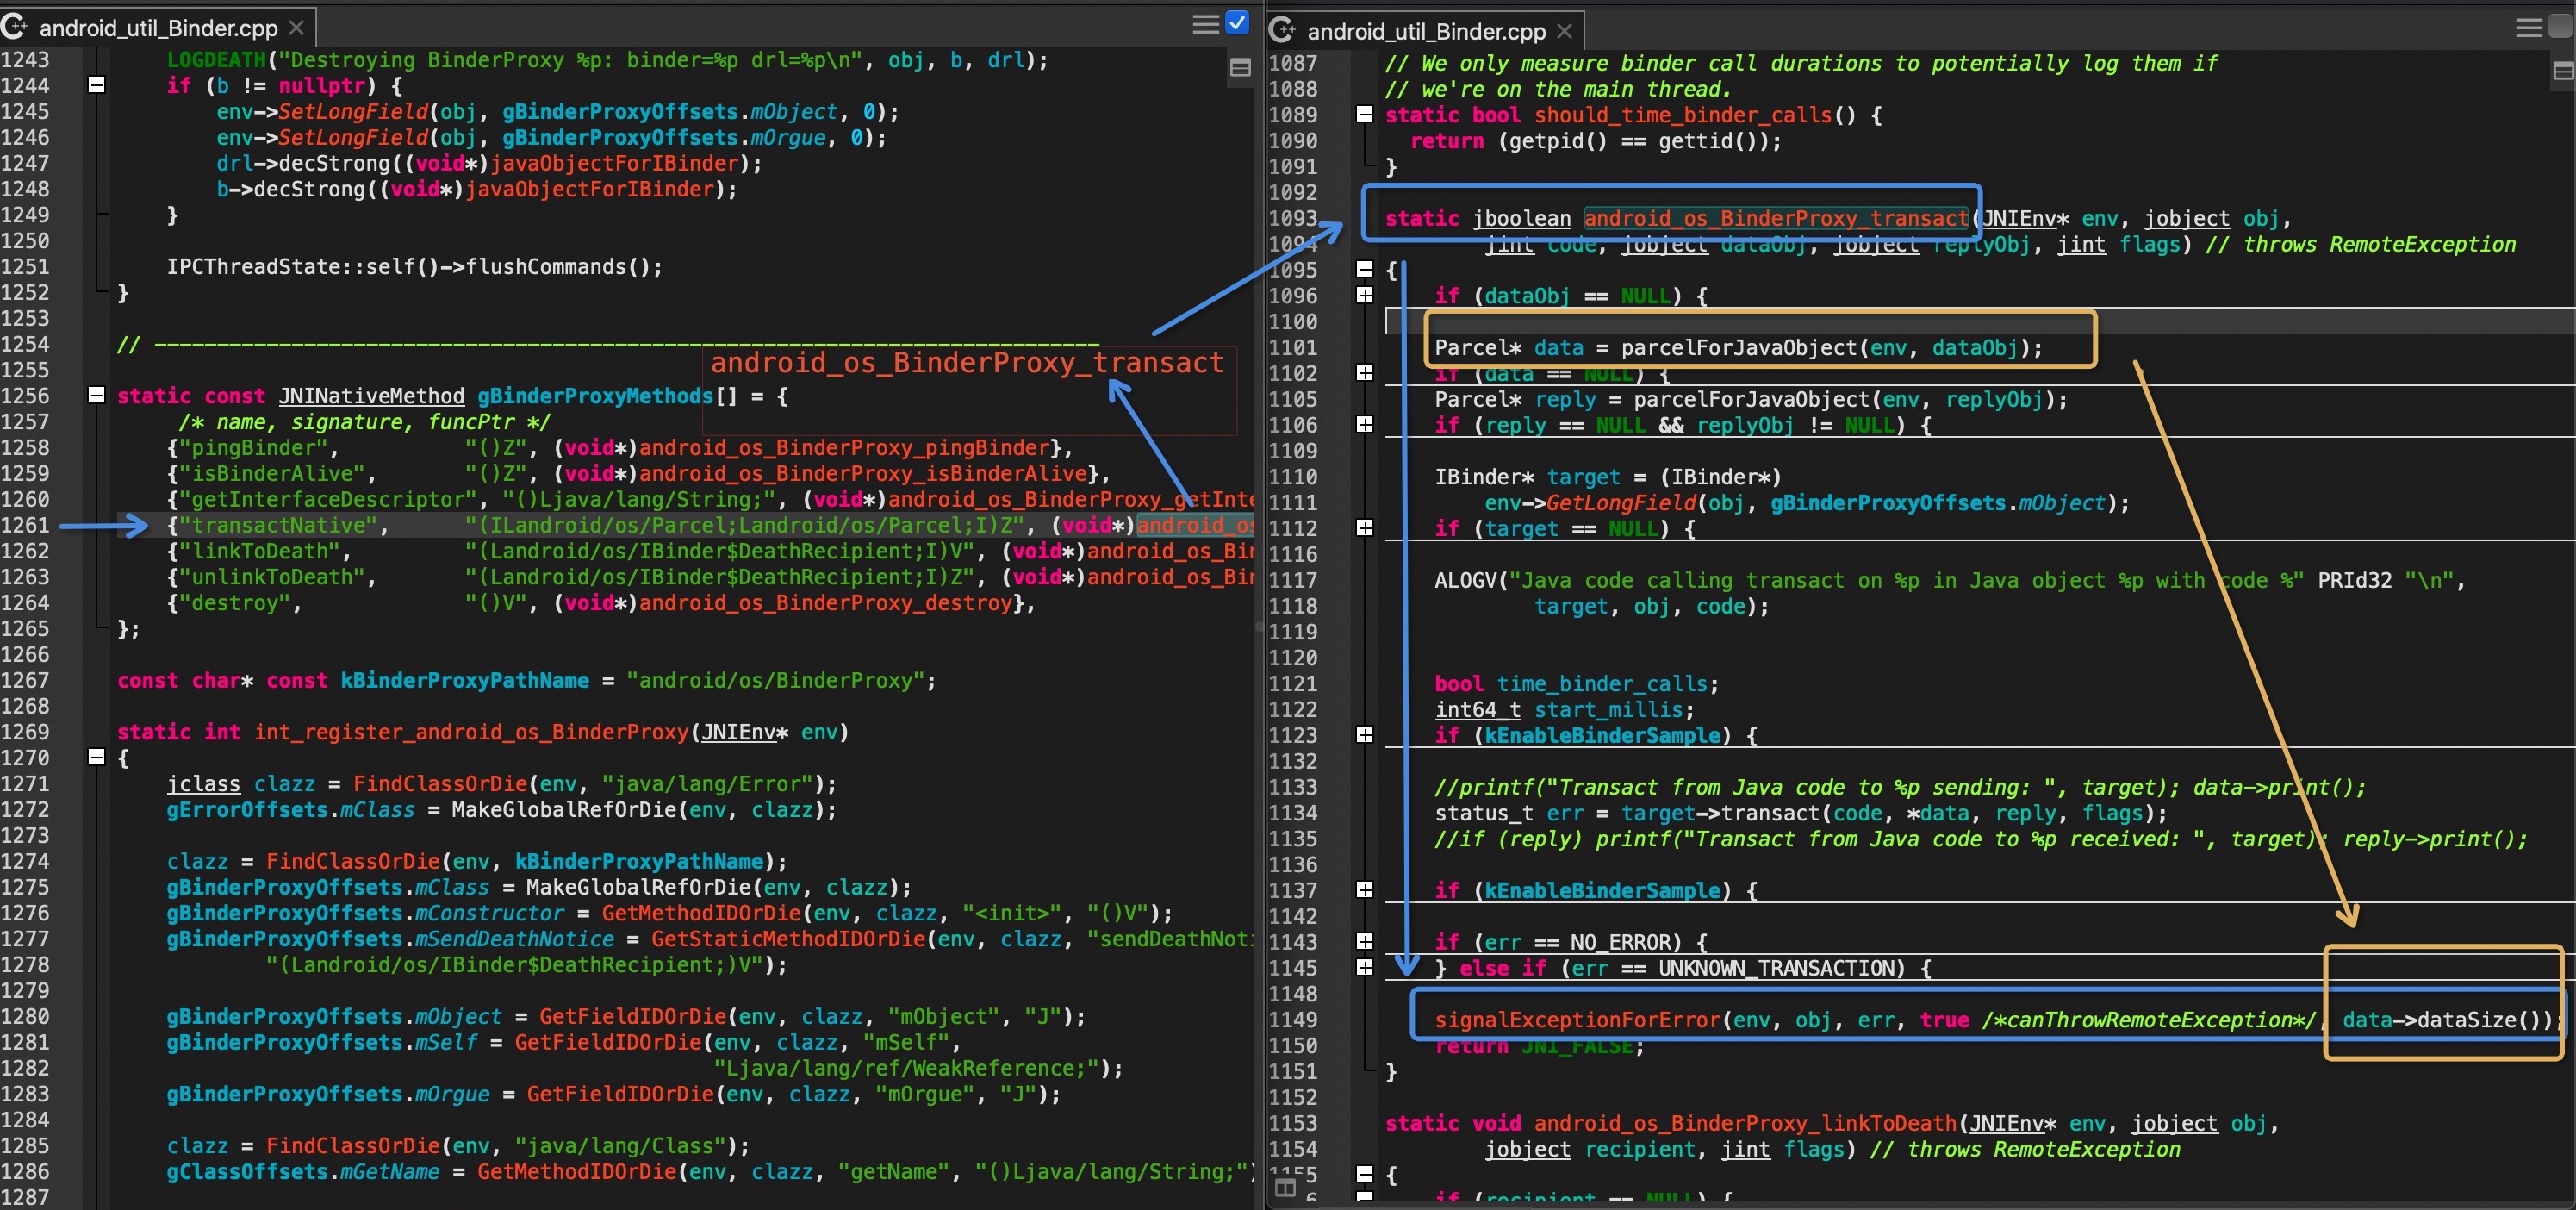 android_util_Binder.cpp
1243 LOGDEATH("Destroying BinderProxy %p: binder=%p drl=%p\n", obj, b, drl);
1244 if (b != nullptr) {
1245 env->SetLongField(obj, gBinderProxyOffsets.mObject, 0);
1246 env->SetLongField(obj, gBinderProxyOffsets.mOrgue, 0);
1247 drl->decStrong((void*)javaObjectForIBinder);
1248 b->decStrong((void*)javaObjectForIBinder);
1249 }
1250
1251 IPCThreadState::self()->flushCommands();
1252 }
1253
1254 // ----------------------------------------------------------------------------
1255
android_os_BinderProxy_transact
1256 static const JNINativeMethod gBinderProxyMethods[] = {
1257 /* name, signature, funcPtr */
1258 {"pingBinder", "()Z", (void*)android_os_BinderProxy_pingBinder},
1259 {"isBinderAlive", "()Z", (void*)android_os_BinderProxy_isBinderAlive},
1260 {"getInterfaceDescriptor", "()Ljava/lang/String;", (void*)android_os_BinderProxy_getInte
1261 {"transactNative", "(ILandroid/os/Parcel;Landroid/os/Parcel;I)Z", (void*)android_os
1262 {"linkToDeath", "(Landroid/os/IBinder$DeathRecipient;I)V", (void*)android_os_Bin
1263 {"unlinkToDeath", "(Landroid/os/IBinder$DeathRecipient;I)Z", (void*)android_os_Bin
1264 {"destroy", "()V", (void*)android_os_BinderProxy_destroy},
1265 };
1266
1267 const char* const kBinderProxyPathName = "android/os/BinderProxy";
1268
1269 static int int_register_android_os_BinderProxy(JNIEnv* env)
1270 {
1271 jclass clazz = FindClassOrDie(env, "java/lang/Error");
1272 gErrorOffsets.mClass = MakeGlobalRefOrDie(env, clazz);
1273
1274 clazz = FindClassOrDie(env, kBinderProxyPathName);
1275 gBinderProxyOffsets.mClass = MakeGlobalRefOrDie(env, clazz);
1276 gBinderProxyOffsets.mConstructor = GetMethodIDOrDie(env, clazz, "<init>", "()V");
1277 gBinderProxyOffsets.mSendDeathNotice = GetStaticMethodIDOrDie(env, clazz, "sendDeathNoti
1278 "(Landroid/os/IBinder$DeathRecipient;)V");
1279
1280 gBinderProxyOffsets.mObject = GetFieldIDOrDie(env, clazz, "mObject", "J");
1281 gBinderProxyOffsets.mSelf = GetFieldIDOrDie(env, clazz, "mSelf",
1282 "Ljava/lang/ref/WeakReference;");
1283 gBinderProxyOffsets.mOrgue = GetFieldIDOrDie(env, clazz, "mOrgue", "J");
1284
1285 clazz = FindClassOrDie(env, "java/lang/Class");
1286 gClassOffsets.mGetName = GetMethodIDOrDie(env, clazz, "getName", "()Ljava/lang/String;")
1287
android_util_Binder.cpp
1087 // We only measure binder call durations to potentially log them if
1088 // we're on the main thread.
1089 static bool should_time_binder_calls() {
1090 return (getpid() == gettid());
1091 }
1092
1093 static jboolean android_os_BinderProxy_transact(JNIEnv* env, jobject obj,
1094 jint code, jobject dataObj, jobject replyObj, jint flags) // throws RemoteException
1095 {
1096 if (dataObj == NULL) {
1100
1101 Parcel* data = parcelForJavaObject(env, dataObj);
1102 if (data == NULL) {
1105 Parcel* reply = parcelForJavaObject(env, replyObj);
1106 if (reply == NULL && replyObj != NULL) {
1109
1110 IBinder* target = (IBinder*)
1111 env->GetLongField(obj, gBinderProxyOffsets.mObject);
1112 if (target == NULL) {
1116
1117 ALOGV("Java code calling transact on %p in Java object %p with code %" PRId32 "\n",
1118 target, obj, code);
1119
1120
1121 bool time_binder_calls;
1122 int64_t start_millis;
1123 if (kEnableBinderSample) {
1132
1133 //printf("Transact from Java code to %p sending: ", target); data->print();
1134 status_t err = target->transact(code, *data, reply, flags);
1135 //if (reply) printf("Transact from Java code to %p received: ", target); reply->print();
1136
1137 if (kEnableBinderSample) {
1142
1143 if (err == NO_ERROR) {
1145 } else if (err == UNKNOWN_TRANSACTION) {
1148
1149 signalExceptionForError(env, obj, err, true /*canThrowRemoteException*/, data->dataSize());
1150 return JNI_FALSE;
1151 }
1152
1153 static void android_os_BinderProxy_linkToDeath(JNIEnv* env, jobject obj,
1154 jobject recipient, jint flags) // throws RemoteException
1155 {
6 if (recipient == NULL) {